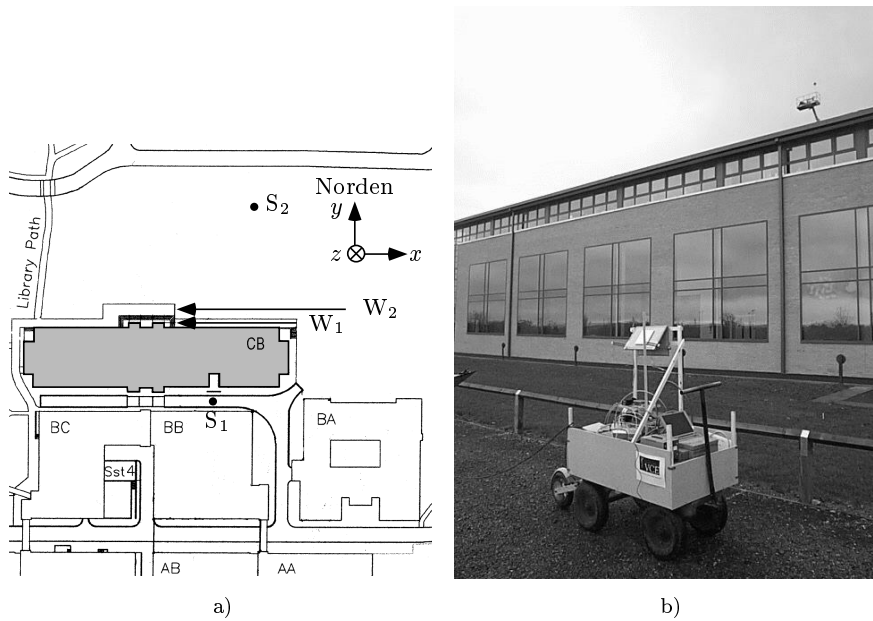 Norden
S₂
y
z
x
Library Path
W₂
W₁
CB
S₁
BC
BB
BA
Sst4
AB
AA
VCE
a)
b)